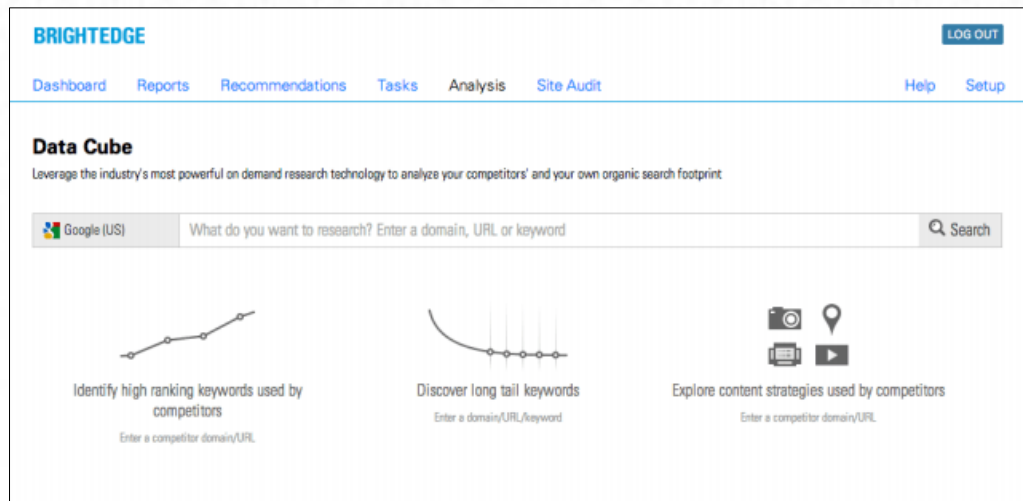 BRIGHTEDGE
LOG OUT
Dashboard Reports Recommendations Tasks Analysis Site Audit Help Setup
Data Cube
Leverage the industry's most powerful on demand research technology to analyze your competitors' and your own organic search footprint
Google (US) What do you want to research? Enter a domain, URL or keyword Search
Identify high ranking keywords used by
competitors
Enter a competitor domain/URL
Discover long tail keywords
Enter a domain/URL/keyword
Explore content strategies used by competitors
Enter a competitor domain/URL